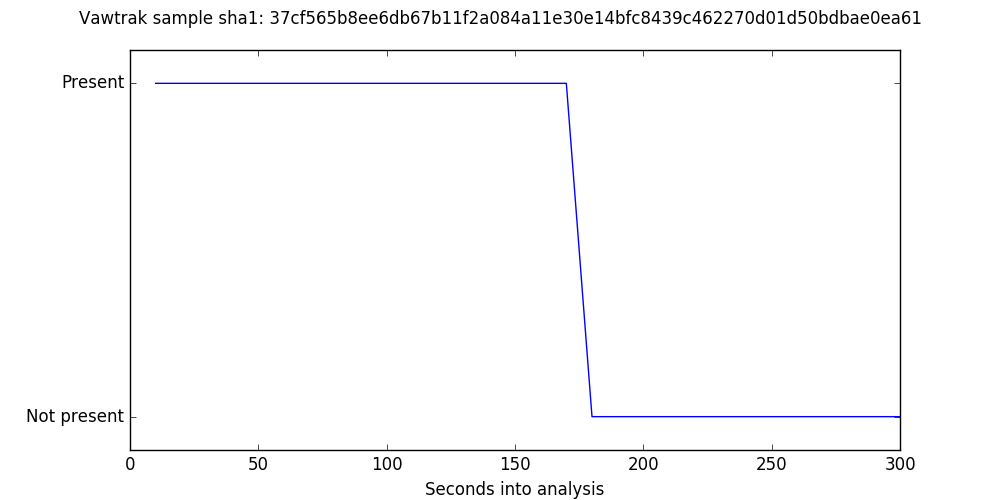 Vawtrak sample sha1: 37cf565b8ee6db67b11f2a084a11e30e14bfc8439c462270d01d50bdbae0ea61
Present
Not present
0 50 100 150 200 250 300
Seconds into analysis